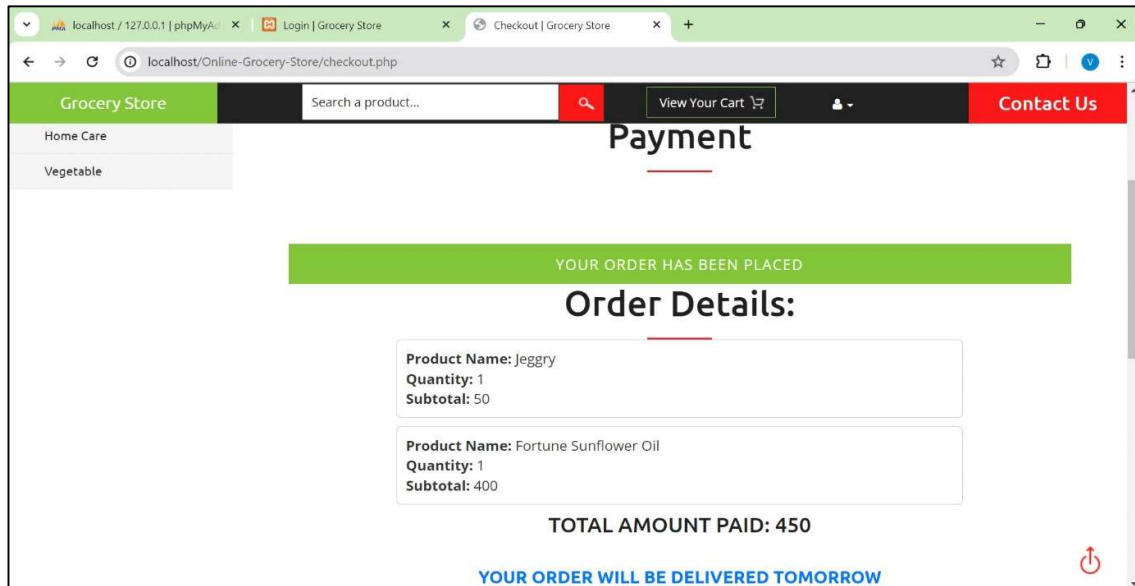 localhost / 127.0.0.1 | phpMyAd
Login | Grocery Store
Checkout | Grocery Store
localhost/Online-Grocery-Store/checkout.php
V
Grocery Store
Search a product...
View Your Cart
Contact Us
Home Care
Vegetable
Payment
YOUR ORDER HAS BEEN PLACED
Order Details:
Product Name: Jeggry
Quantity: 1
Subtotal: 50
Product Name: Fortune Sunflower Oil
Quantity: 1
Subtotal: 400
TOTAL AMOUNT PAID: 450
YOUR ORDER WILL BE DELIVERED TOMORROW